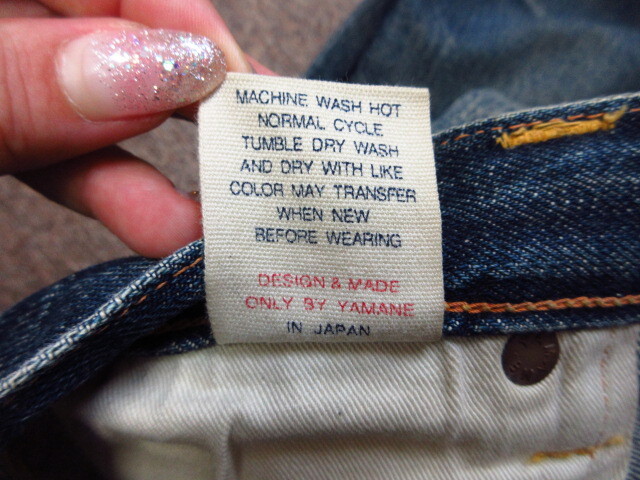 MACHINE WASH HOT
NORMAL CYCLE
TUMBLE DRY WASH
AND DRY WITH LIKE
COLOR MAY TRANSFER
WHEN NEW
BEFORE WEARING
DESIGN & MADE
ONLY BY YAMANE
IN JAPAN